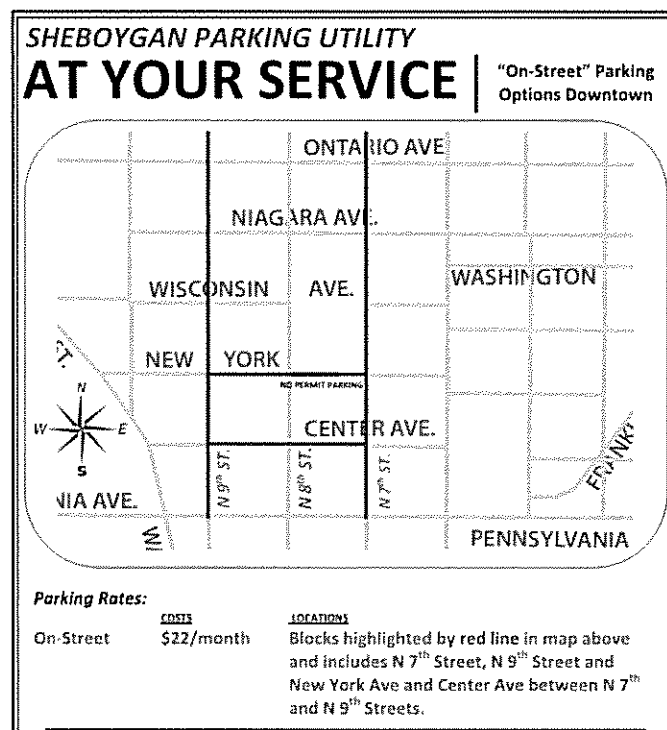 SHEBOYGAN PARKING UTILITY
AT YOUR SERVICE
"On-Street" Parking
Options Downtown
ONTARIO AVE
NIAGARA AVE.
WISCONSIN AVE.
WASHINGTON
ST.
NEW YORK
NO PERMIT PARKING
N
W
E
S
CENTER AVE.
N 9th ST.
N 8th ST.
N 7th ST.
FRANKL
NIA AVE.
WI
PENNSYLVANIA
Parking Rates:
COSTS LOCATIONS
On-Street $22/month Blocks highlighted by red line in map above
and includes N 7th Street, N 9th Street and
New York Ave and Center Ave between N 7th
and N 9th Streets.